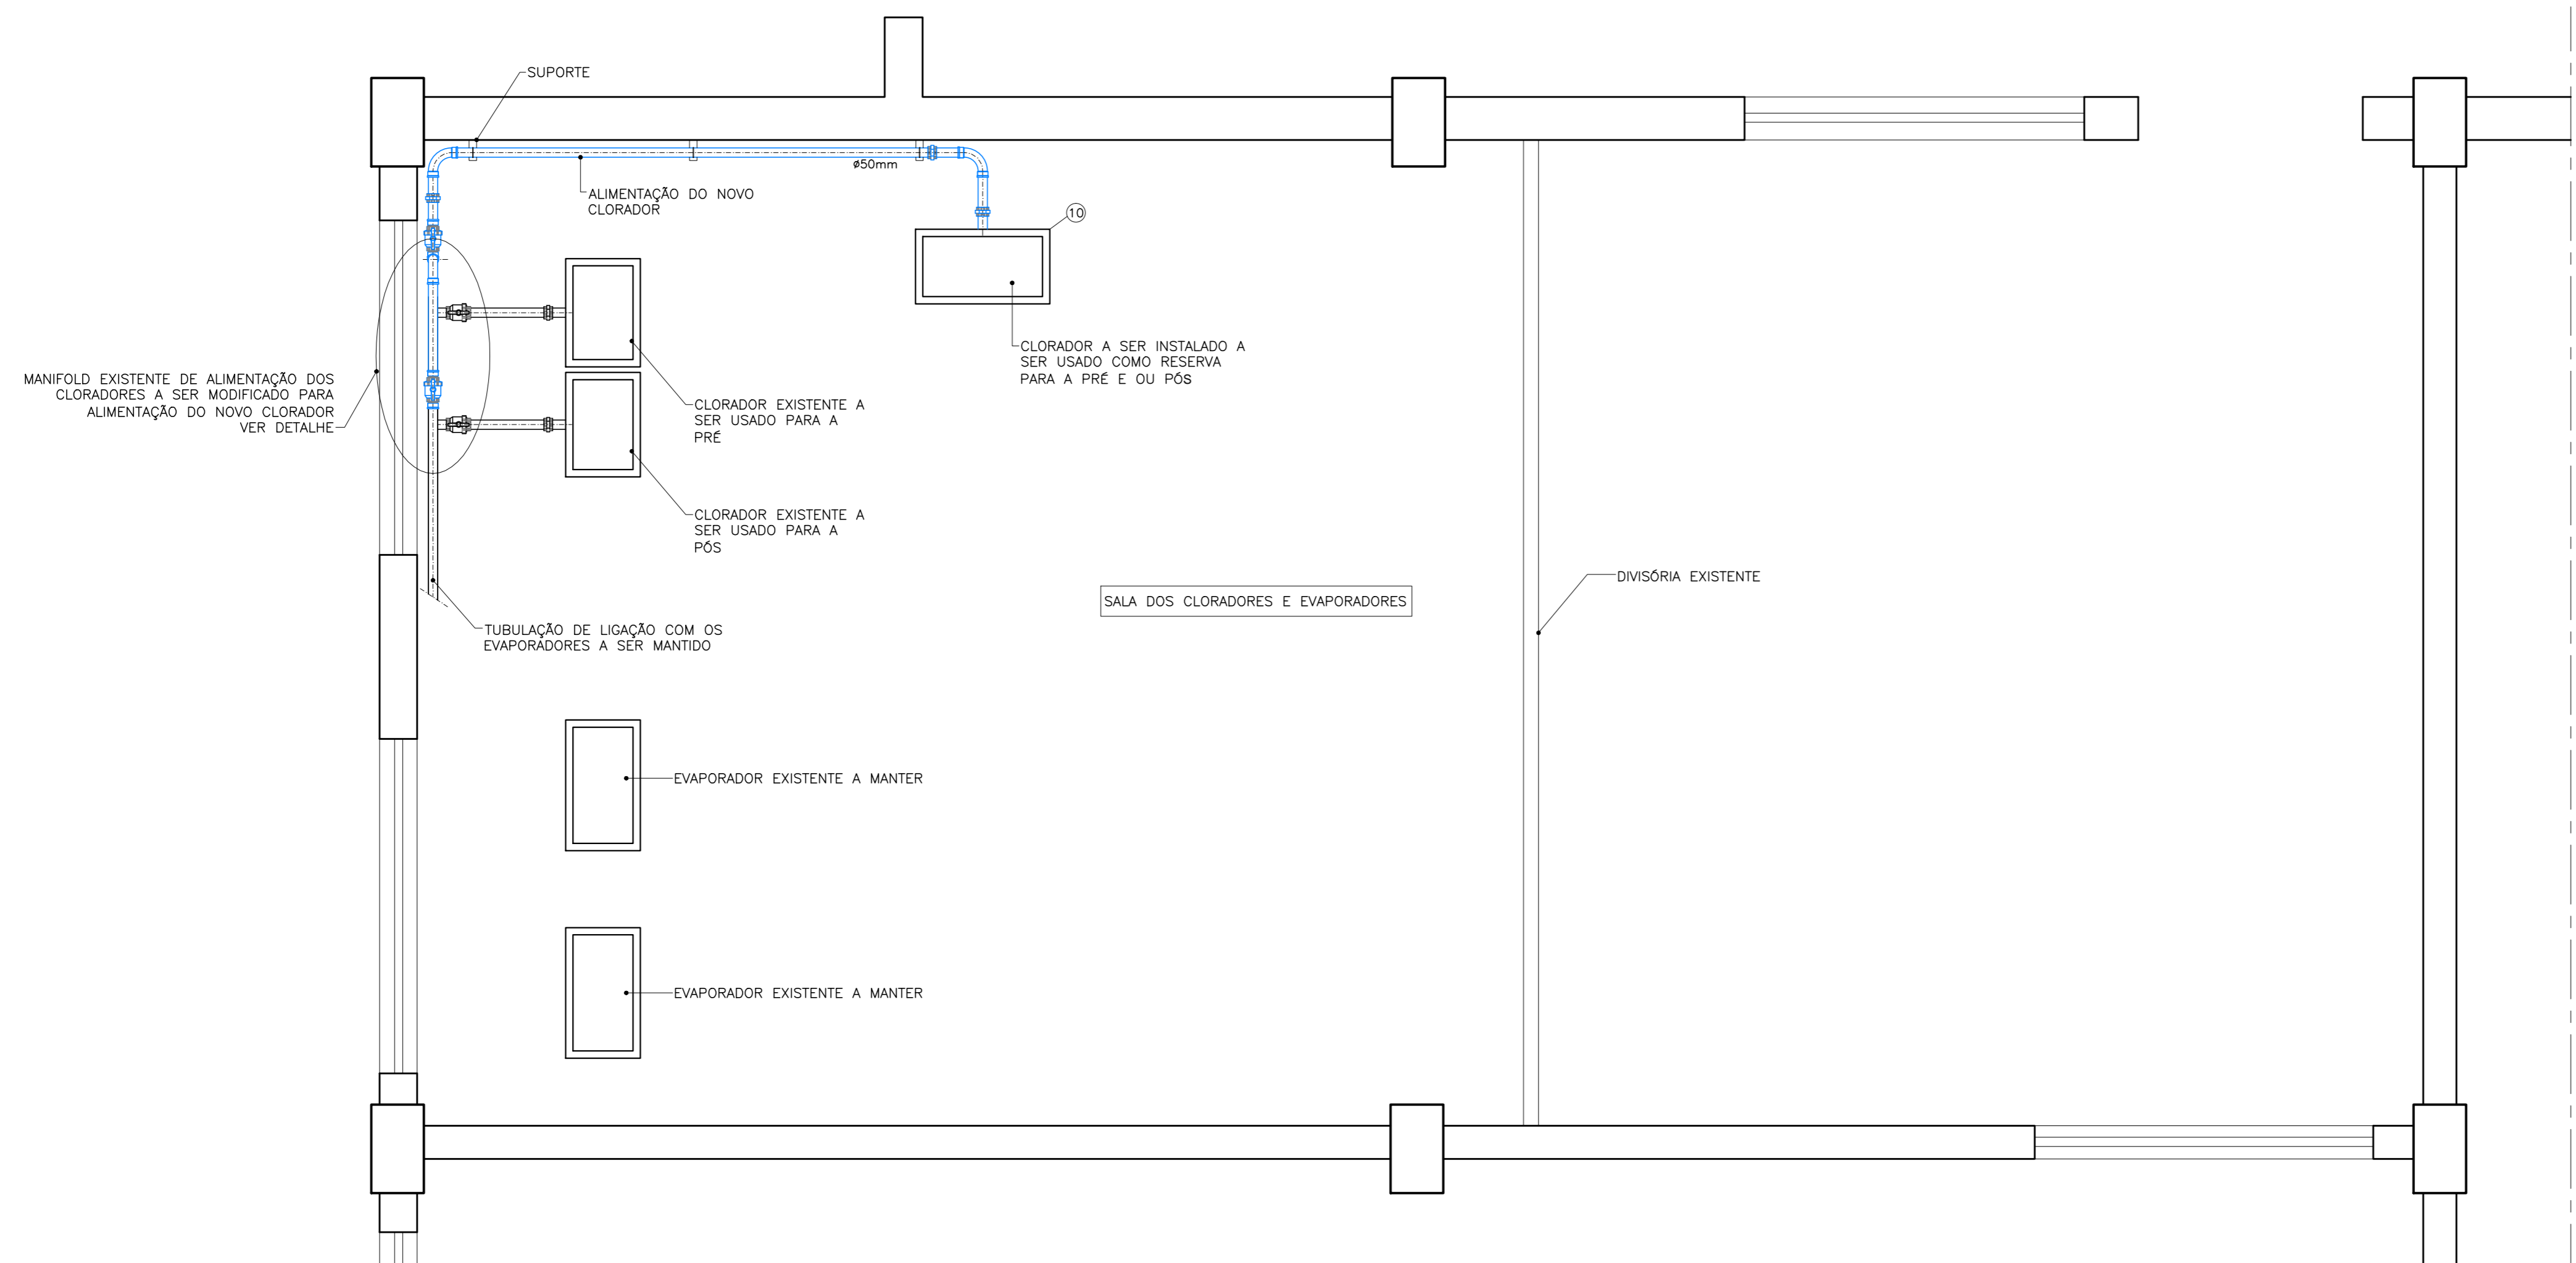 SUPORTE
ø50mm
ALIMENTAÇÃO DO NOVO
CLORADOR
10
CLORADOR A SER INSTALADO A
SER USADO COMO RESERVA
PARA A PRÉ E OU PÓS
MANIFOLD EXISTENTE DE ALIMENTAÇÃO DOS
CLORADORES A SER MODIFICADO PARA
ALIMENTAÇÃO DO NOVO CLORADOR
VER DETALHE
CLORADOR EXISTENTE A
SER USADO PARA A
PRÉ
CLORADOR EXISTENTE A
SER USADO PARA A
PÓS
DIVISÓRIA EXISTENTE
SALA DOS CLORADORES E EVAPORADORES
TUBULAÇÃO DE LIGAÇÃO COM OS
EVAPORADORES A SER MANTIDO
EVAPORADOR EXISTENTE A MANTER
EVAPORADOR EXISTENTE A MANTER